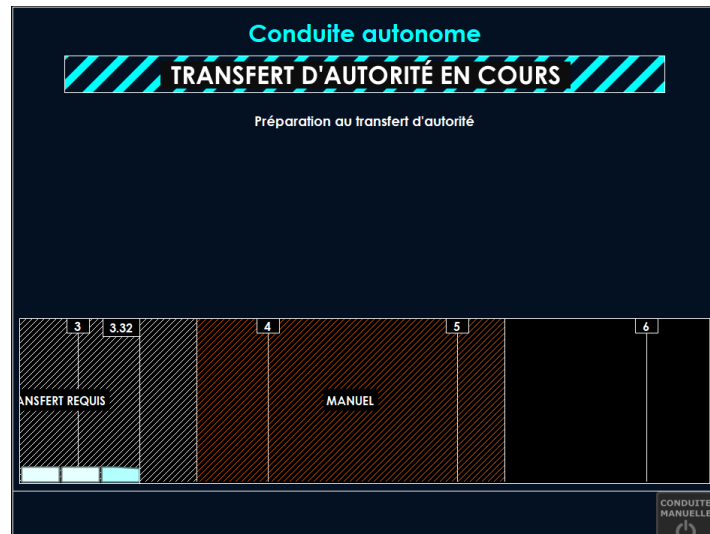 Conduite autonome
TRANSFERT D'AUTORITÉ EN COURS
Préparation au transfert d'autorité
3 3.32 4 5 6
ANSFERT REQUIS MANUEL
CONDUITE
MANUELLE